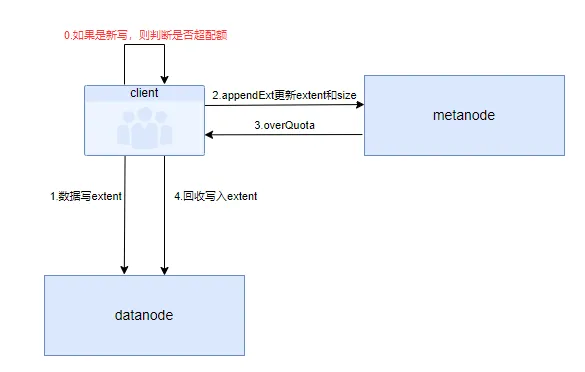 0.如果是新写，则判断是否超配额
client
2.appendExt更新extent和size
metanode
3.overQuota
1.数据写extent
4.回收写入extent
datanode